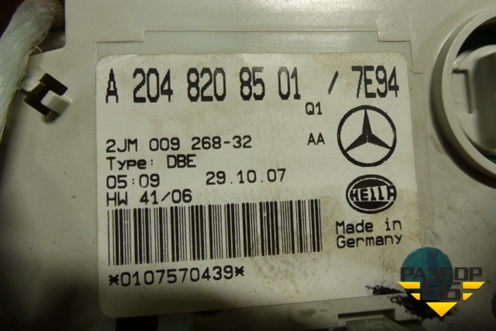 A 204 820 85 01 / 7E94
Q1
2JM 009 268-32 AA
Type: DBE
05:09 29.10.07
HW 41/06
HELLA
Made in
Germany
*0107570439*
РАЗБОР